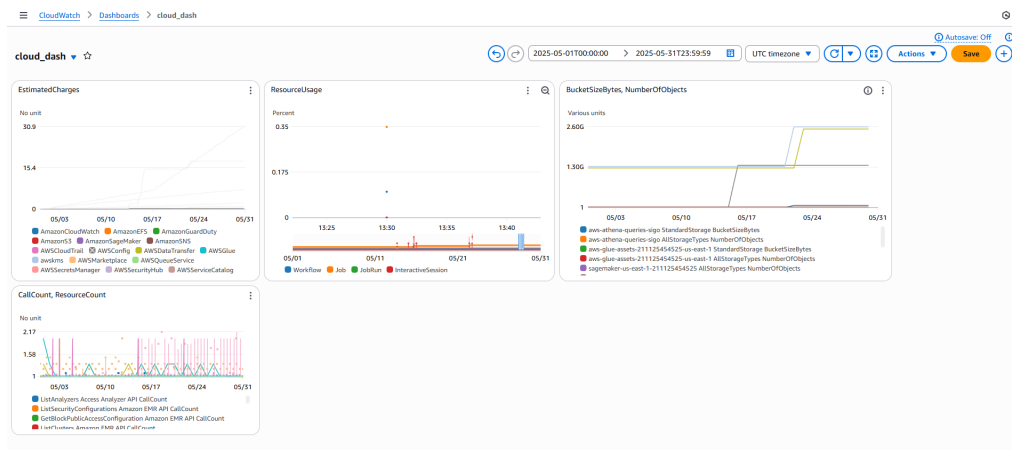 CloudWatch > Dashboards > cloud_dash
Autosave: Off
cloud_dash
2025-05-01T00:00:00 > 2025-05-31T23:59:59
UTC timezone
Actions
Save
EstimatedCharges
No unit
30.9
15.4
0
05/03 05/10 05/17 05/24 05/31
AmazonCloudWatch AmazonEFS AmazonGuardDuty
AmazonS3 AmazonSageMaker AmazonSNS
AWSCloudTrail AWSConfig AWSDataTransfer AWSGlue
awskms AWSMarketplace AWSQueueService
AWSSecretsManager AWSSecurityHub AWSServiceCatalog
ResourceUsage
Percent
0.35
0.175
0
13:25 13:30 13:35 13:40
05/01 05/11 05/21 05/31
Workflow Job JobRun InteractiveSession
BucketSizeBytes, NumberOfObjects
Various units
2.60G
1.30G
1
05/03 05/10 05/17 05/24 05/31
aws-athena-queries-sigo StandardStorage BucketSizeBytes
aws-athena-queries-sigo AllStorageTypes NumberOfObjects
aws-glue-assets-211125454525-us-east-1 StandardStorage BucketSizeBytes
aws-glue-assets-211125454525-us-east-1 AllStorageTypes NumberOfObjects
sagemaker-us-east-1-211125454525 AllStorageTypes NumberOfObjects
CallCount, ResourceCount
No unit
2.17
1.58
1
05/03 05/10 05/17 05/24 05/31
ListAnalyzers Access Analyzer API CallCount
ListSecurityConfigurations Amazon EMR API CallCount
GetBlockPublicAccessConfiguration Amazon EMR API CallCount
ListClusters Amazon EMR API CallCount